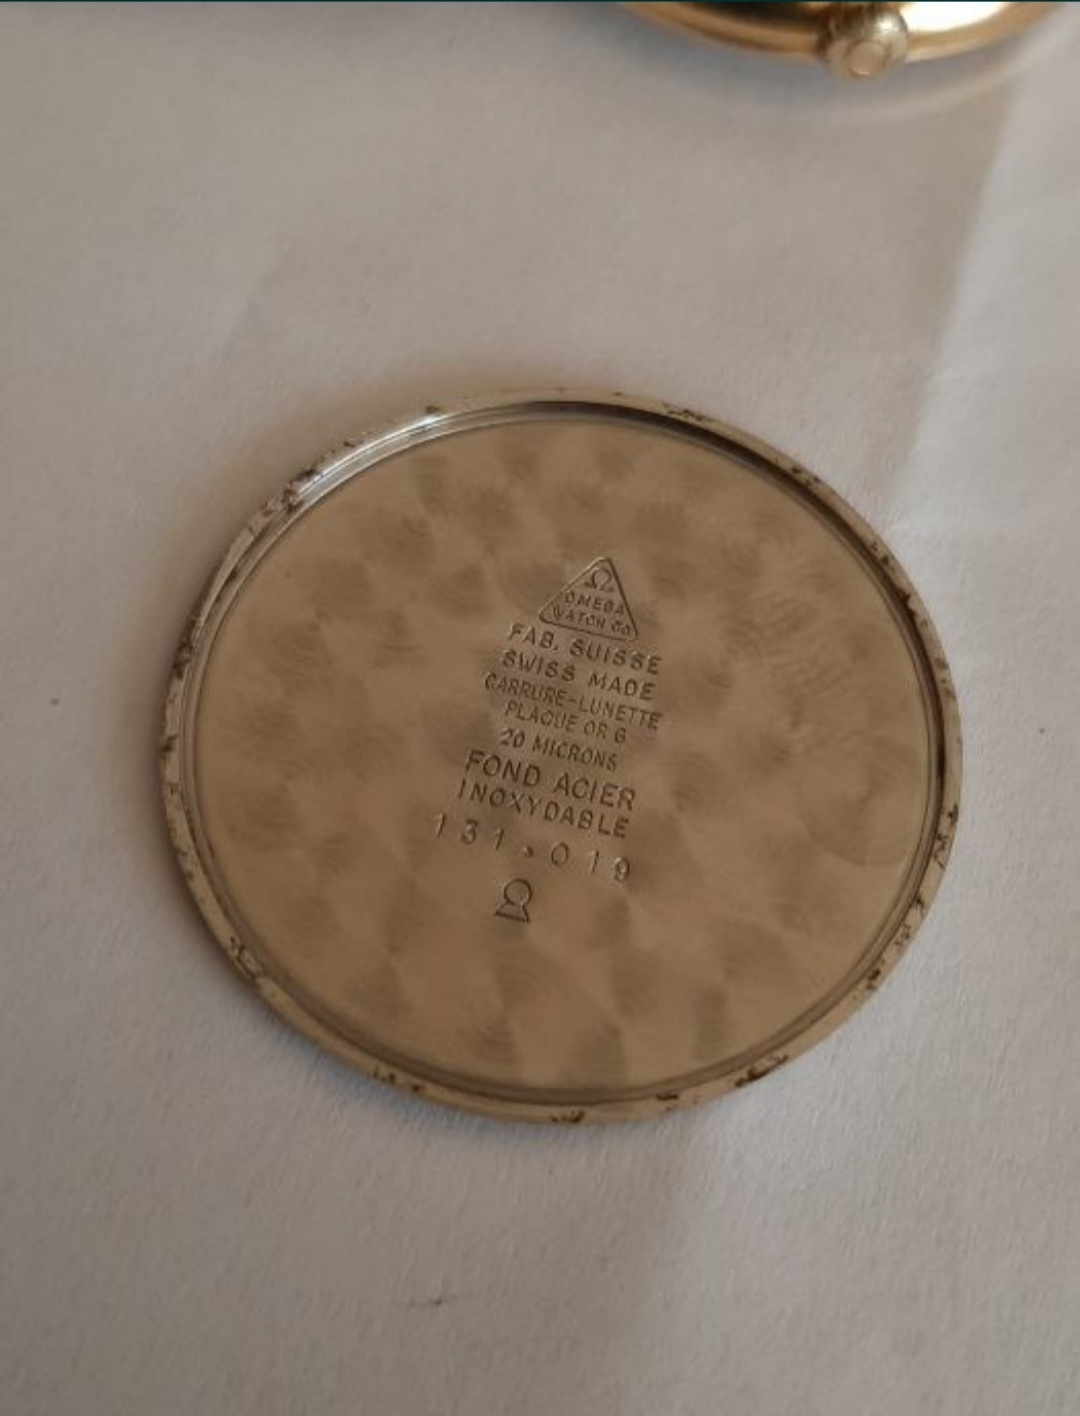 Ω
OMEGA
WATCH CO
FAB. SUISSE
SWISS MADE
CARRURE-LUNETTE
PLAQUE OR G
20 MICRONS
FOND ACIER
INOXYDABLE
131.019